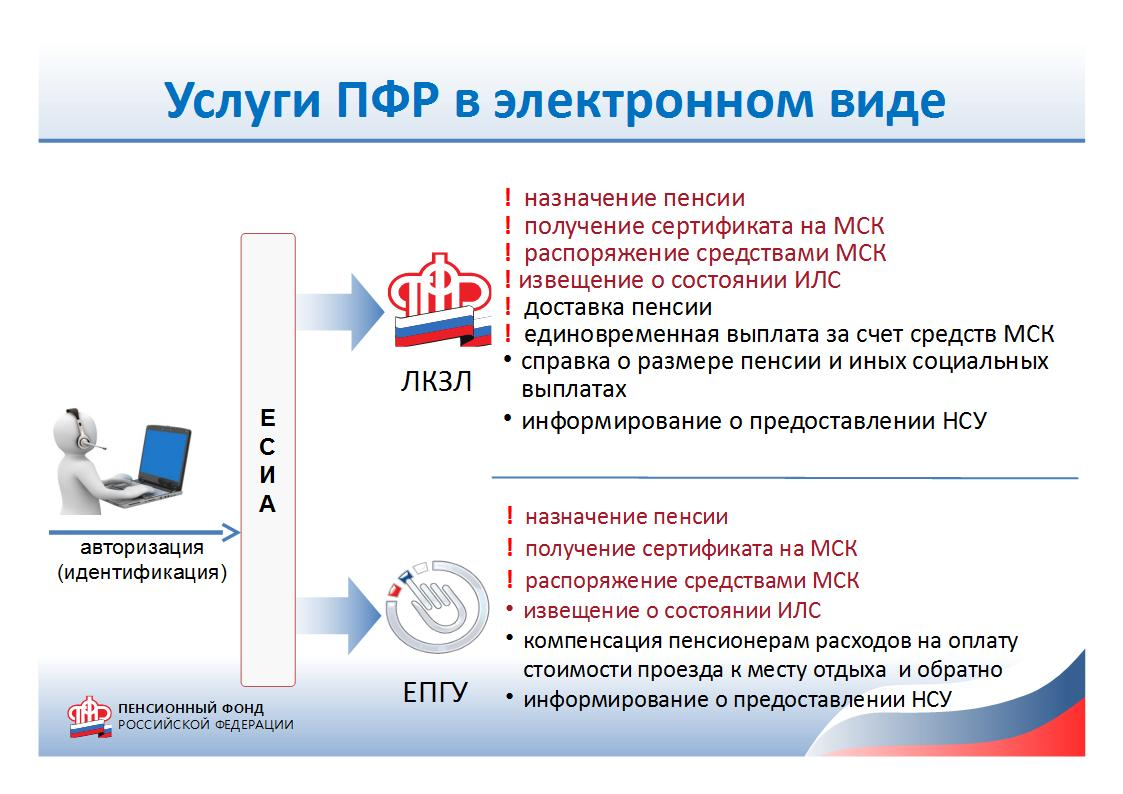 Услуги ПФР в электронном виде
! назначение пенсии
! получение сертификата на МСК
! распоряжение средствами МСК
! извещение о состоянии ИЛС
! доставка пенсии
! единовременная выплата за счет средств МСК
• справка о размере пенсии и иных социальных
выплатах
• информирование о предоставлении НСУ
ПФР
ЛКЗЛ
Е
С
И
А
авторизация
(идентификация)
! назначение пенсии
! получение сертификата на МСК
! распоряжение средствами МСК
• извещение о состоянии ИЛС
• компенсация пенсионерам расходов на оплату
стоимости проезда к месту отдыха и обратно
• информирование о предоставлении НСУ
ЕПГУ
ПФР
ПЕНСИОННЫЙ ФОНД
РОССИЙСКОЙ ФЕДЕРАЦИИ